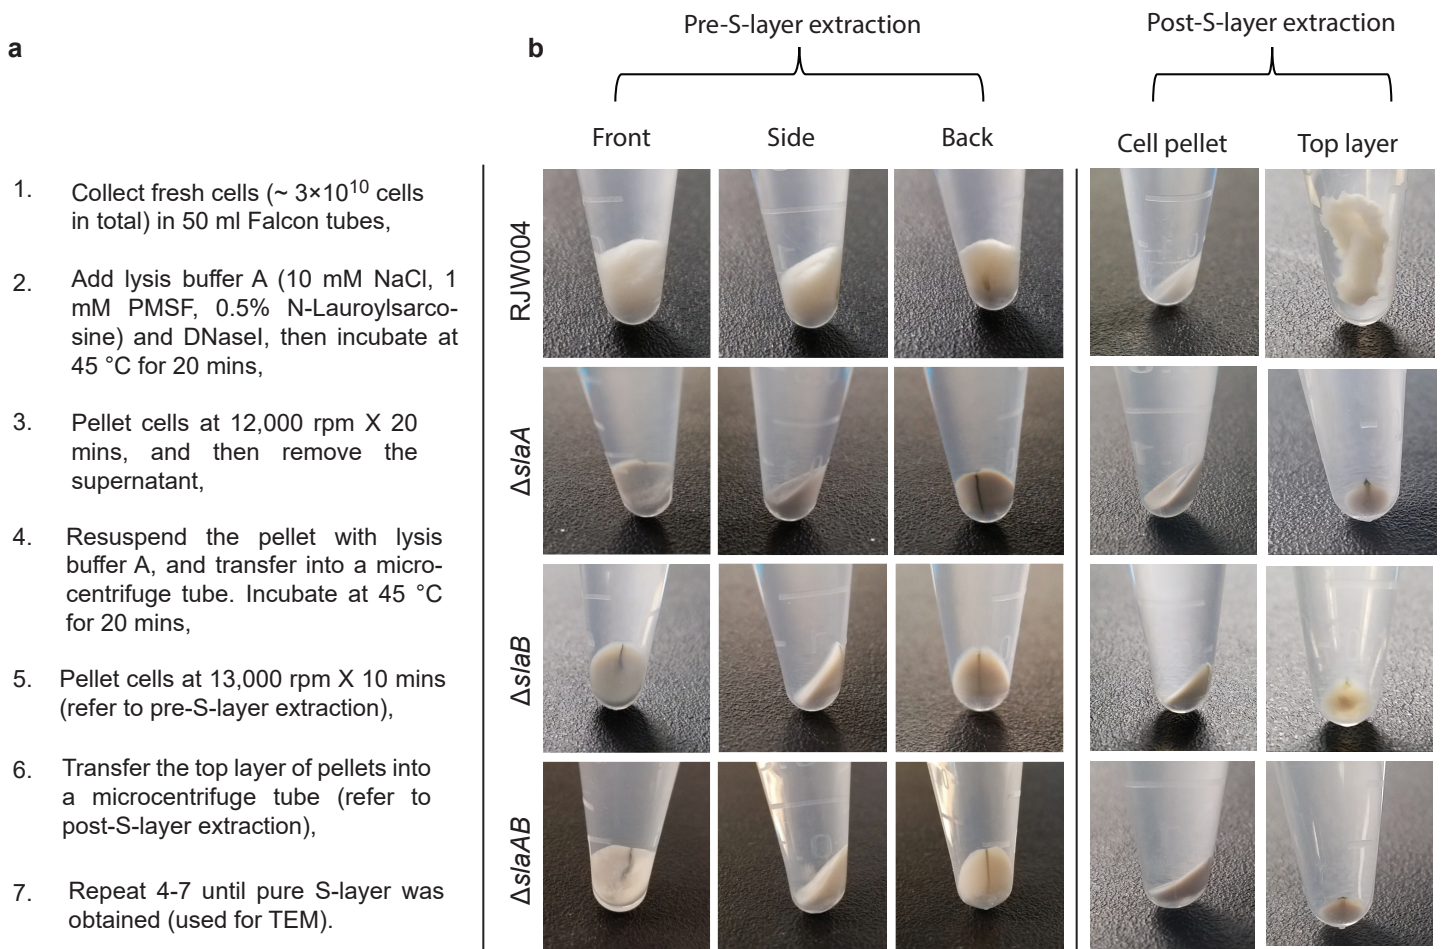 a
1. Collect fresh cells (~ 3×10¹⁰ cells
in total) in 50 ml Falcon tubes,
2. Add lysis buffer A (10 mM NaCl, 1
mM PMSF, 0.5% N-Lauroylsarco-
sine) and DNaseI, then incubate at
45 °C for 20 mins,
3. Pellet cells at 12,000 rpm X 20
mins, and then remove the
supernatant,
4. Resuspend the pellet with lysis
buffer A, and transfer into a micro-
centrifuge tube. Incubate at 45 °C
for 20 mins,
5. Pellet cells at 13,000 rpm X 10 mins
(refer to pre-S-layer extraction),
6. Transfer the top layer of pellets into
a microcentrifuge tube (refer to
post-S-layer extraction),
7. Repeat 4-7 until pure S-layer was
obtained (used for TEM).
b
Pre-S-layer extraction
Post-S-layer extraction
Front
Side
Back
Cell pellet
Top layer
RJW004
ΔslaA
ΔslaB
ΔslaAB